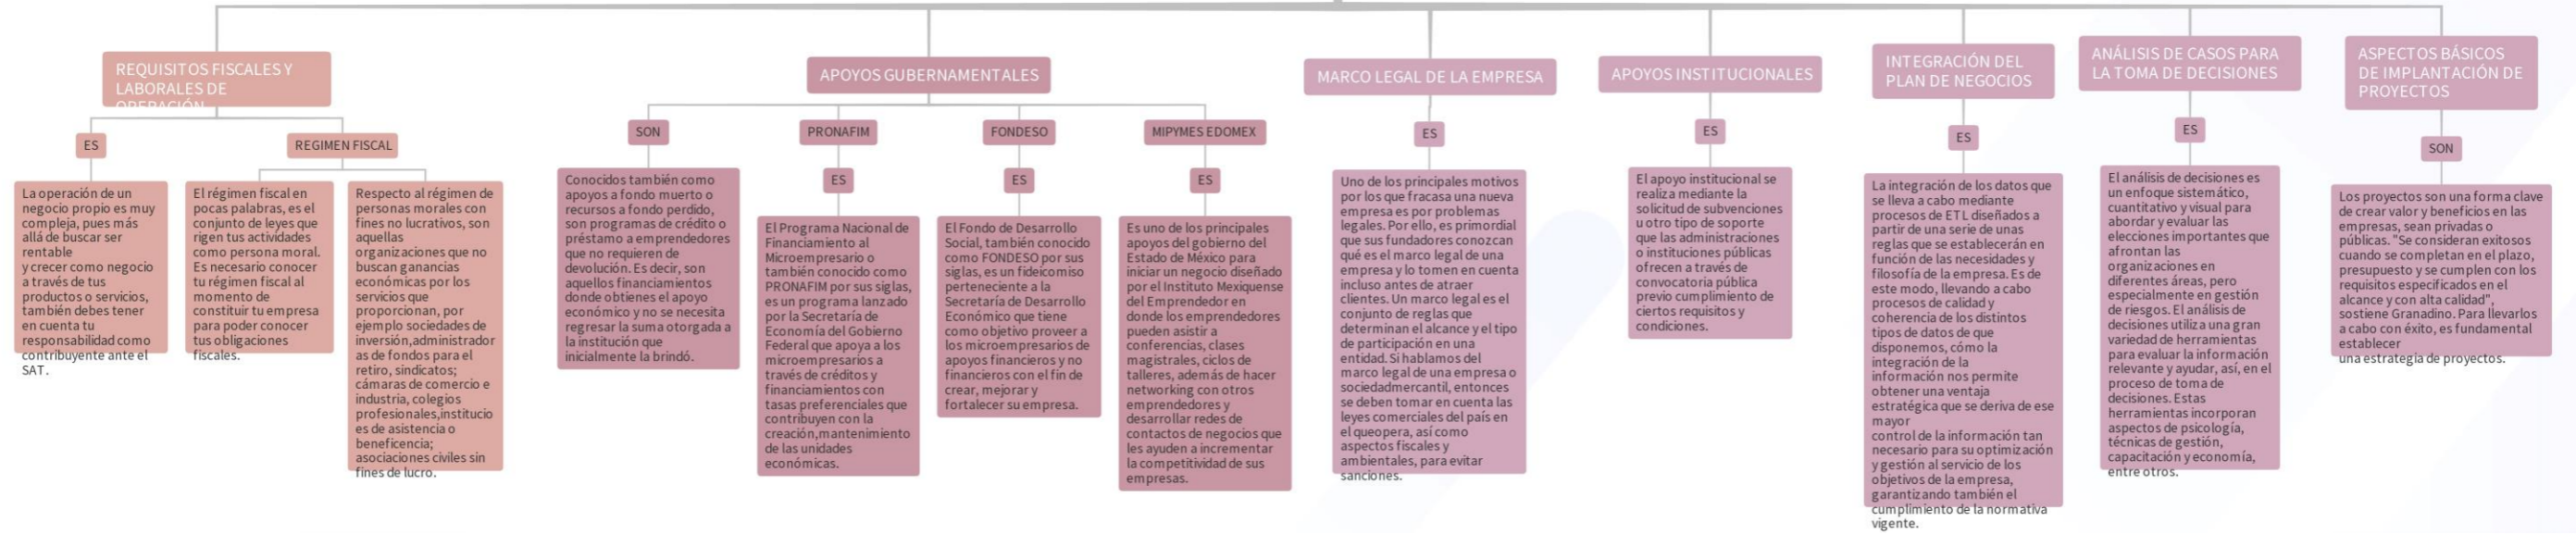 REQUISITOS FISCALES Y
LABORALES DE
OPERACIÓN
ES
La operación de un
negocio propio es muy
compleja, pues más
allá de buscar ser
rentable
y crecer como negocio
a través de tus
productos o servicios,
también debes tener
en cuenta tu
responsabilidad como
contribuyente ante el
SAT.
REGIMEN FISCAL
El régimen fiscal en
pocas palabras, es el
conjunto de leyes que
rigen tus actividades
como persona moral.
Es necesario conocer
tu régimen fiscal al
momento de
constituir tu empresa
para poder conocer
tus obligaciones
fiscales.
Respecto al régimen de
personas morales con
fines no lucrativos, son
aquellas
organizaciones que no
buscan ganancias
económicas por los
servicios que
proporcionan, por
ejemplo sociedades de
inversión,administrador
as de fondos para el
retiro, sindicatos;
cámaras de comercio e
industria, colegios
profesionales,institucio
es de asistencia o
beneficencia;
asociaciones civiles sin
fines de lucro.
APOYOS GUBERNAMENTALES
SON
Conocidos también como
apoyos a fondo muerto o
recursos a fondo perdido,
son programas de crédito o
préstamo a emprendedores
que no requieren de
devolución. Es decir, son
aquellos financiamientos
donde obtienes el apoyo
económico y no se necesita
regresar la suma otorgada a
la institución que
inicialmente la brindó.
PRONAFIM
ES
El Programa Nacional de
Financiamiento al
Microempresario o
también conocido como
PRONAFIM por sus siglas,
es un programa lanzado
por la Secretaría de
Economía del Gobierno
Federal que apoya a los
microempresarios a
través de créditos y
financiamientos con
tasas preferenciales que
contribuyen con la
creación,mantenimiento
de las unidades
económicas.
FONDESO
ES
El Fondo de Desarrollo
Social, también conocido
como FONDESO por sus
siglas, es un fideicomiso
perteneciente a la
Secretaría de Desarrollo
Económico que tiene
como objetivo proveer a
los microempresarios de
apoyos financieros y no
financieros con el fin de
crear, mejorar y
fortalecer su empresa.
MIPYMES EDOMEX
ES
Es uno de los principales
apoyos del gobierno del
Estado de México para
iniciar un negocio diseñado
por el Instituto Mexiquense
del Emprendedor en
donde los emprendedores
pueden asistir a
conferencias, clases
magistrales, ciclos de
talleres, además de hacer
networking con otros
emprendedores y
desarrollar redes de
contactos de negocios que
les ayuden a incrementar
la competitividad de sus
empresas.
MARCO LEGAL DE LA EMPRESA
ES
Uno de los principales motivos
por los que fracasa una nueva
empresa es por problemas
legales. Por ello, es primordial
que sus fundadores conozcan
qué es el marco legal de una
empresa y lo tomen en cuenta
incluso antes de atraer
clientes. Un marco legal es el
conjunto de reglas que
determinan el alcance y el tipo
de participación en una
entidad. Si hablamos del
marco legal de una empresa o
sociedadmercantil, entonces
se deben tomar en cuenta las
leyes comerciales del país en
el queopera, así como
aspectos fiscales y
ambientales, para evitar
sanciones.
APOYOS INSTITUCIONALES
ES
El apoyo institucional se
realiza mediante la
solicitud de subvenciones
u otro tipo de soporte
que las administraciones
o instituciones públicas
ofrecen a través de
convocatoria pública
previo cumplimiento de
ciertos requisitos y
condiciones.
INTEGRACIÓN DEL
PLAN DE NEGOCIOS
ES
La integración de los datos que
se lleva a cabo mediante
procesos de ETL diseñados a
partir de una serie de unas
reglas que se establecerán en
función de las necesidades y
filosofía de la empresa. Es de
este modo, llevando a cabo
procesos de calidad y
coherencia de los distintos
tipos de datos de que
disponemos, cómo la
integración de la
información nos permite
obtener una ventaja
estratégica que se deriva de ese
mayor
control de la información tan
necesario para su optimización
y gestión al servicio de los
objetivos de la empresa,
garantizando también el
cumplimiento de la normativa
vigente.
ANÁLISIS DE CASOS PARA
LA TOMA DE DECISIONES
ES
El análisis de decisiones es
un enfoque sistemático,
cuantitativo y visual para
abordar y evaluar las
elecciones importantes que
afrontan las
organizaciones en
diferentes áreas, pero
especialmente en gestión
de riesgos. El análisis de
decisiones utiliza una gran
variedad de herramientas
para evaluar la información
relevante y ayudar, así, en el
proceso de toma de
decisiones. Estas
herramientas incorporan
aspectos de psicología,
técnicas de gestión,
capacitación y economía,
entre otros.
ASPECTOS BÁSICOS
DE IMPLANTACIÓN DE
PROYECTOS
SON
Los proyectos son una forma clave
de crear valor y beneficios en las
empresas, sean privadas o
públicas. "Se consideran exitosos
cuando se completan en el plazo,
presupuesto y se cumplen con los
requisitos especificados en el
alcance y con alta calidad",
sostiene Granadino. Para llevarlos
a cabo con éxito, es fundamental
establecer
una estrategia de proyectos.